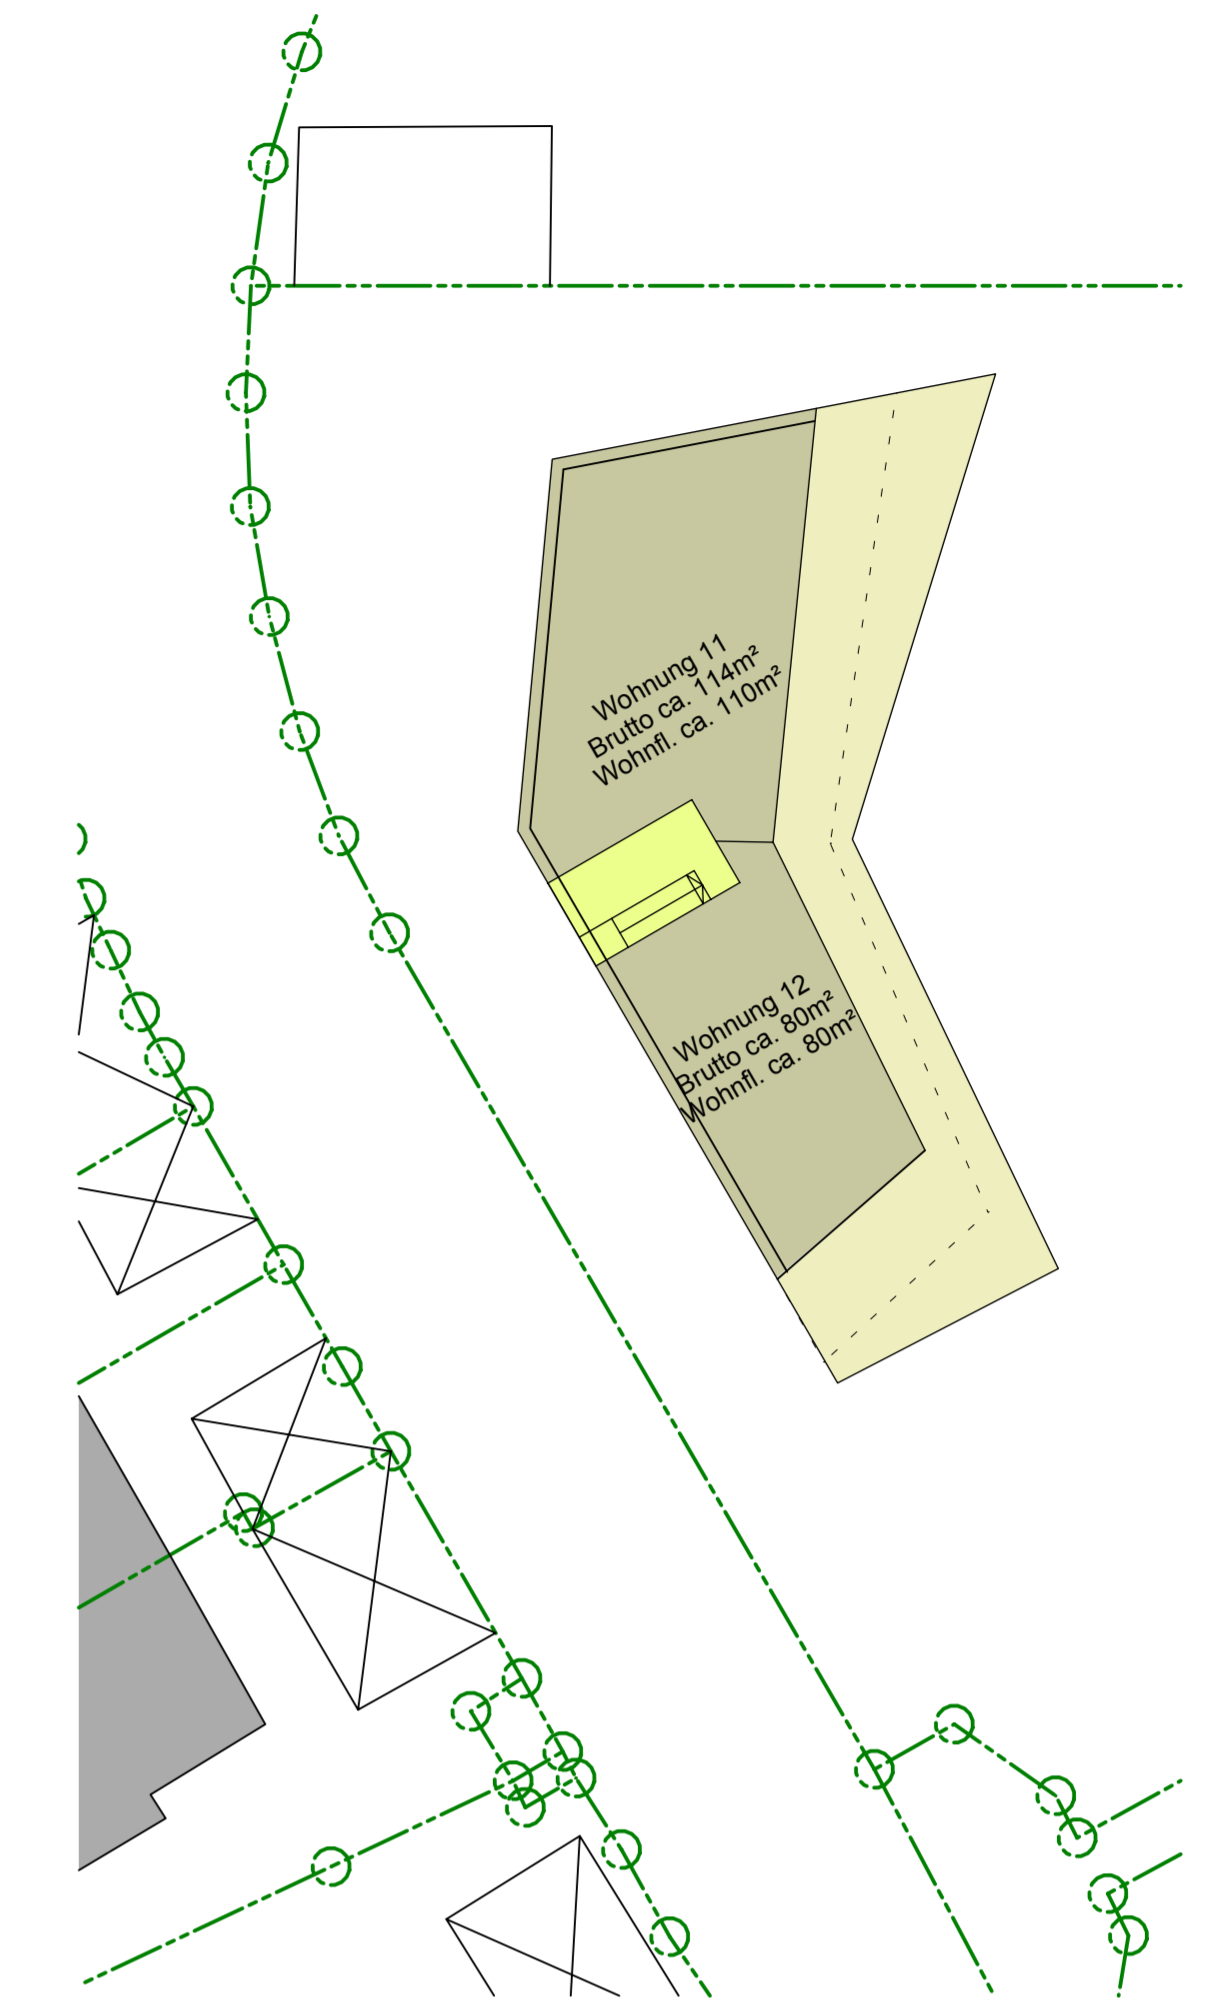 Wohnung 11
Brutto ca. 114m²
Wohnfl. ca. 110m²
Wohnung 12
Brutto ca. 80m²
Wohnfl. ca. 80m²